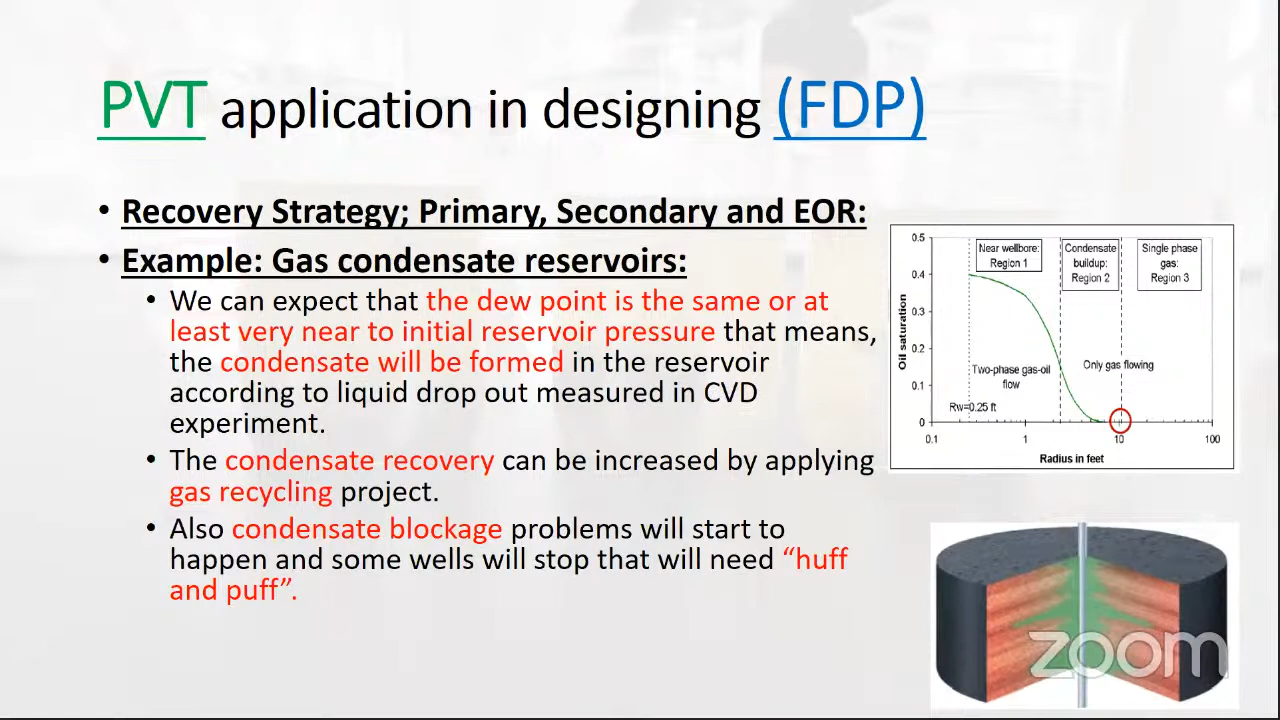 PVT application in designing (FDP)
• Recovery Strategy; Primary, Secondary and EOR:
• Example: Gas condensate reservoirs:
• We can expect that the dew point is the same or at
least very near to initial reservoir pressure that means,
the condensate will be formed in the reservoir
according to liquid drop out measured in CVD
experiment.
• The condensate recovery can be increased by applying
gas recycling project.
• Also condensate blockage problems will start to
happen and some wells will stop that will need “huff
and puff”.
Near wellbore:
Region 1
Condensate
buildup:
Region 2
Single phase
gas:
Region 3
0.5
0.4
0.3
0.2
0.1
0
Oil saturation
Two-phase gas-oil
flow
Only gas flowing
Rw=0.25 ft
0.1 1 10 100
Radius in feet
zoom